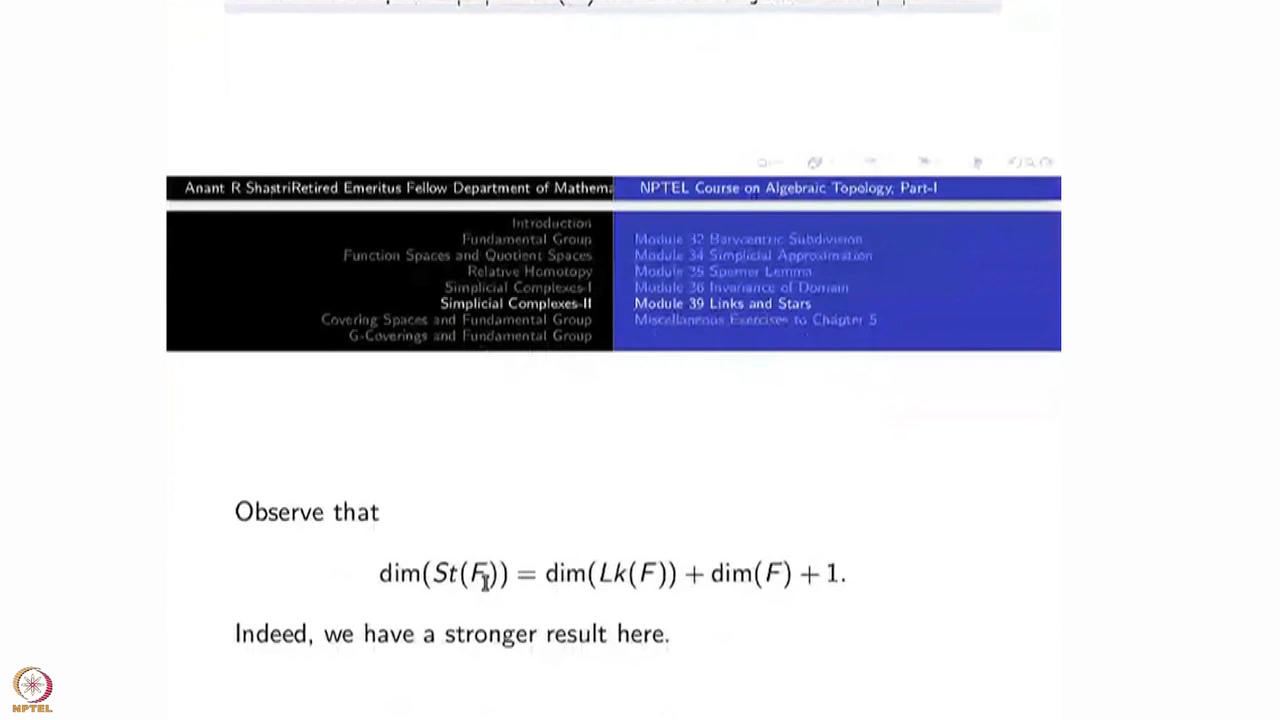 Anant R ShastriRetired Emeritus Fellow Department of Mathema
NPTEL Course on Algebraic Topology, Part-I
Introduction
Fundamental Group
Function Spaces and Quotient Spaces
Relative Homotopy
Simplicial Complexes-I
Simplicial Complexes-II
Covering Spaces and Fundamental Group
G-Coverings and Fundamental Group
Module 32 Barycentric Subdivision
Module 34 Simplicial Approximation
Module 35 Sperner Lemma
Module 36 Invariance of Domain
Module 39 Links and Stars
Miscellaneous Exercises to Chapter 5
Observe that
dim(St(F)) = dim(Lk(F)) + dim(F) + 1.
Indeed, we have a stronger result here.
NPTEL